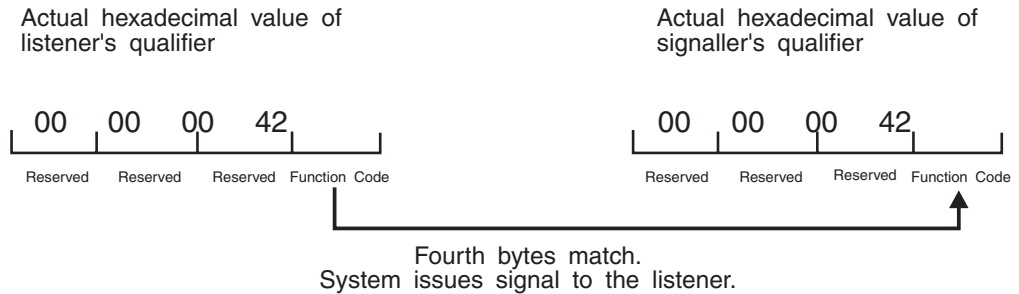 Actual hexadecimal value of
listener's qualifier
00 00 00 42
Reserved Reserved Reserved Function Code
Actual hexadecimal value of
signaller's qualifier
00 00 00 42
Reserved Reserved Reserved Function Code
Fourth bytes match.
System issues signal to the listener.